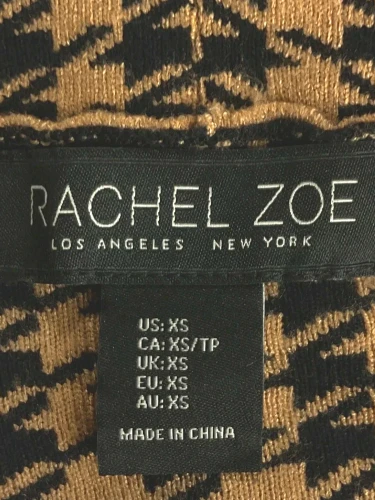 RACHEL ZOE
LOS ANGELES NEW YORK
US: XS
CA: XS/TP
UK: XS
EU: XS
AU: XS
MADE IN CHINA